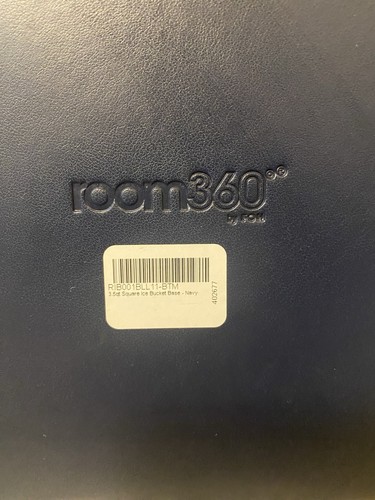 room360°®
by FOH
RIB001BLL11-BTM
3.5qt Square Ice Bucket Base - Navy
402677